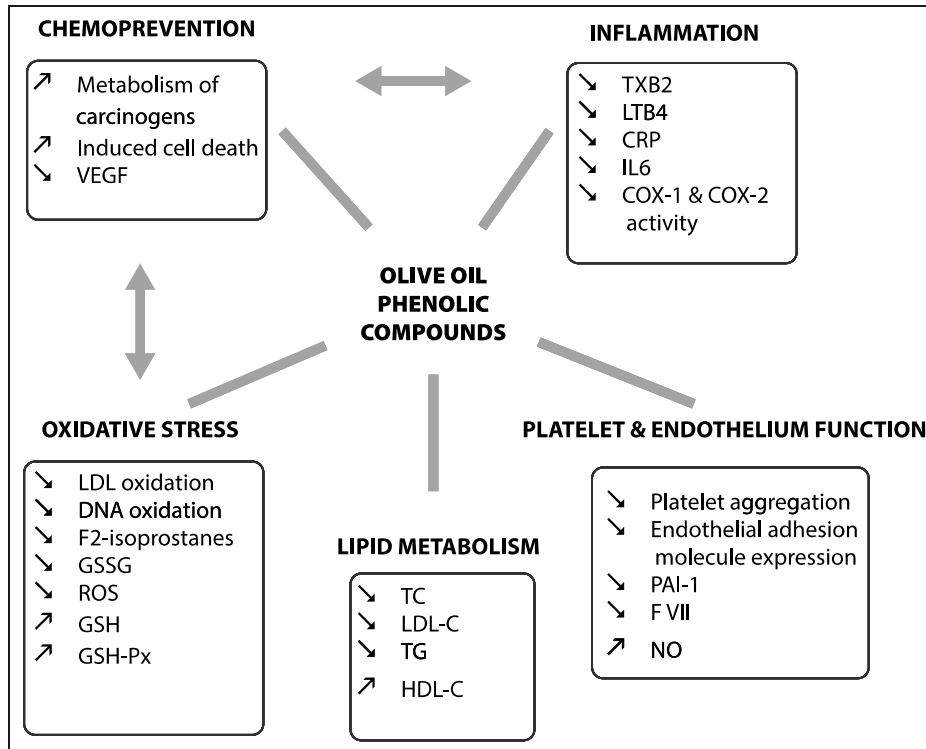 CHEMOPREVENTION
↗ Metabolism of
carcinogens
↗ Induced cell death
↘ VEGF
INFLAMMATION
↘ TXB2
↘ LTB4
↘ CRP
↘ IL6
↘ COX-1 & COX-2
activity
OLIVE OIL
PHENOLIC
COMPOUNDS
OXIDATIVE STRESS
↘ LDL oxidation
↘ DNA oxidation
↘ F2-isoprostanes
↘ GSSG
↘ ROS
↗ GSH
↗ GSH-Px
LIPID METABOLISM
↘ TC
↘ LDL-C
↘ TG
↗ HDL-C
PLATELET & ENDOTHELIUM FUNCTION
↘ Platelet aggregation
↘ Endothelial adhesion
molecule expression
↘ PAI-1
↘ F VII
↗ NO